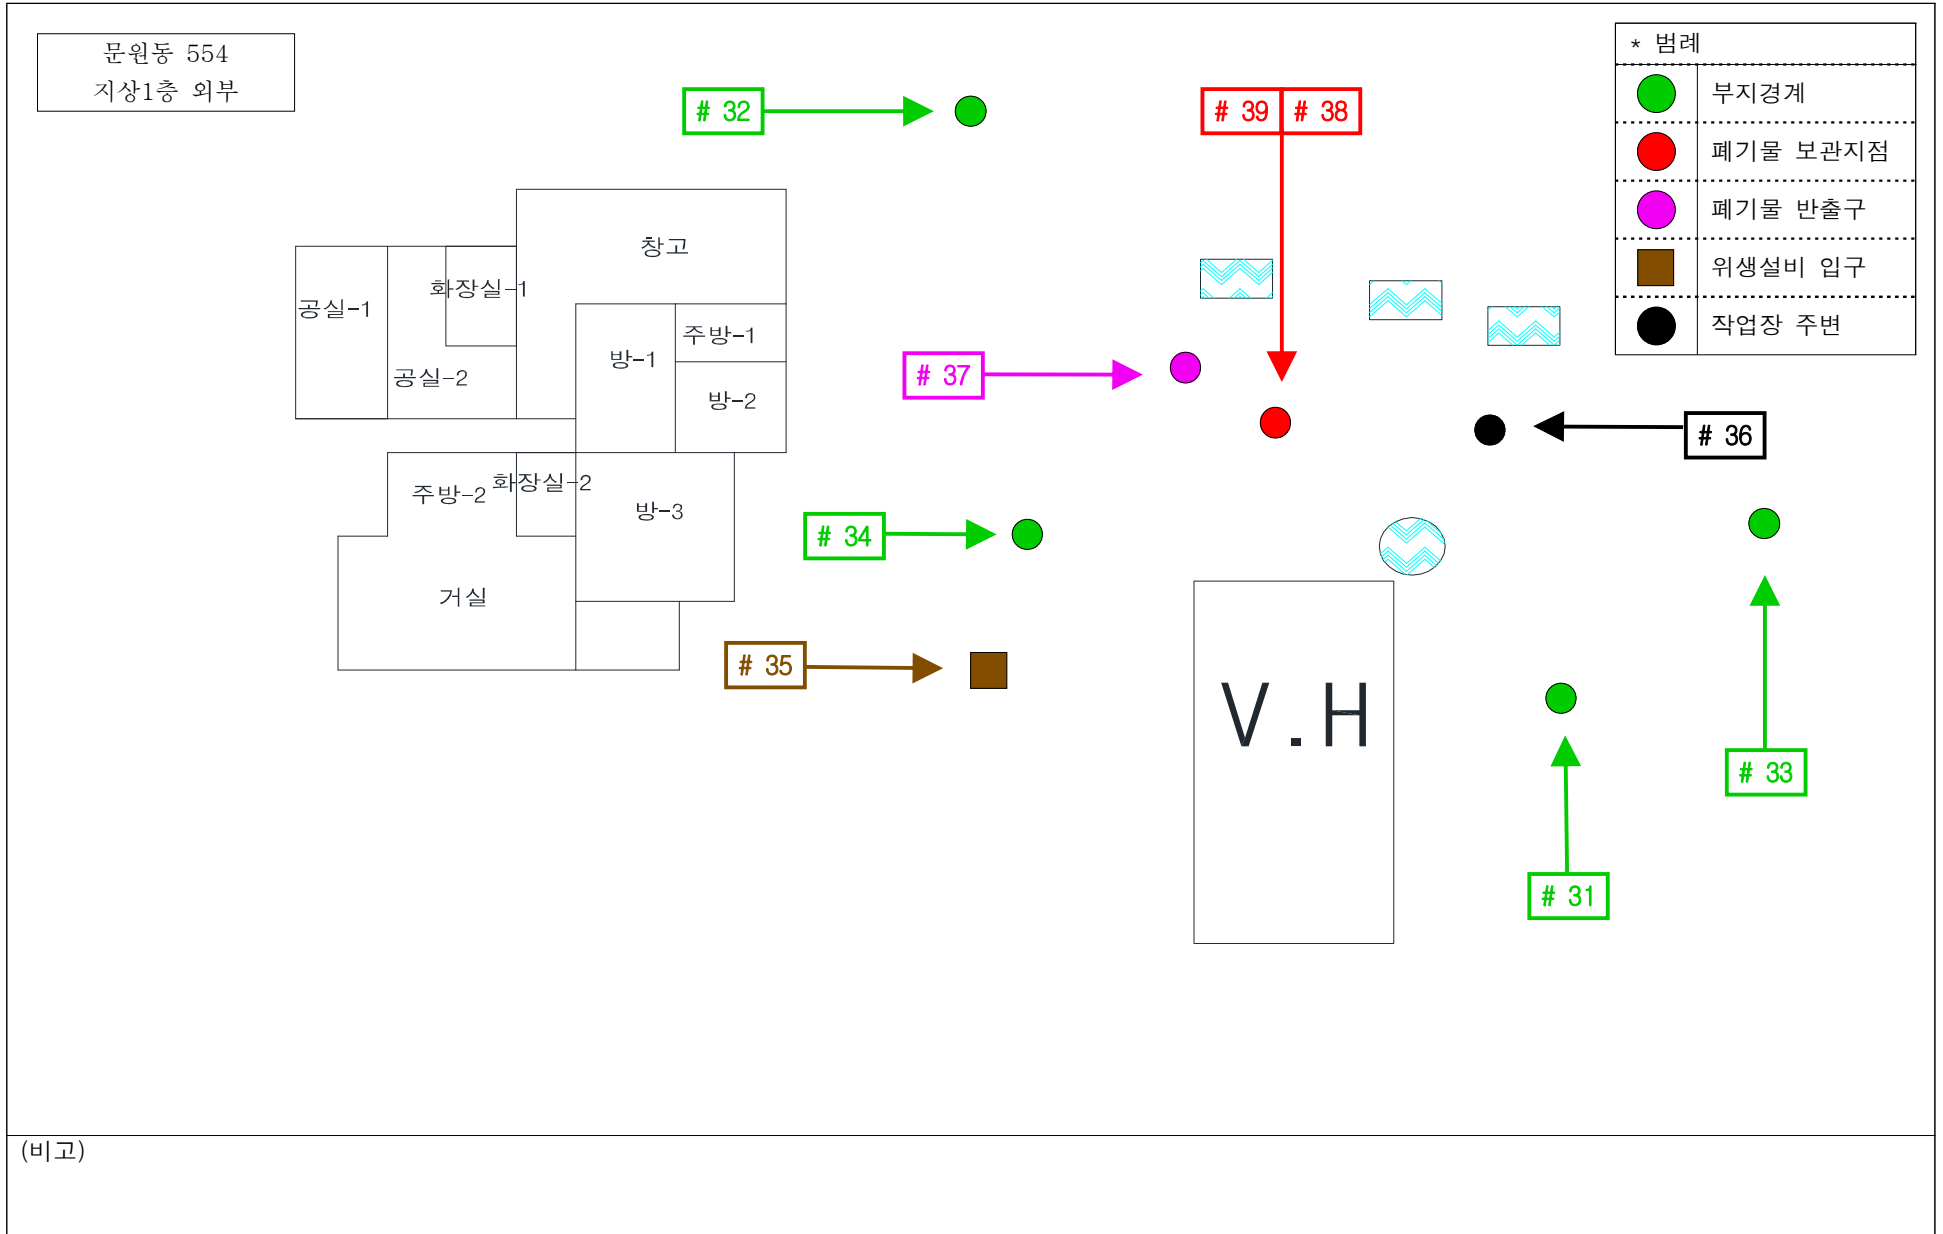 문원동 554
지상1층 외부
* 범례
부지경계
폐기물 보관지점
폐기물 반출구
위생설비 입구
작업장 주변
# 32
# 39 # 38
창고
화장실-1
공실-1
주방-1
방-1
공실-2
방-2
# 37
# 36
화장실-2
주방-2
방-3
# 34
거실
# 35
V.H
# 33
# 31
(비고)